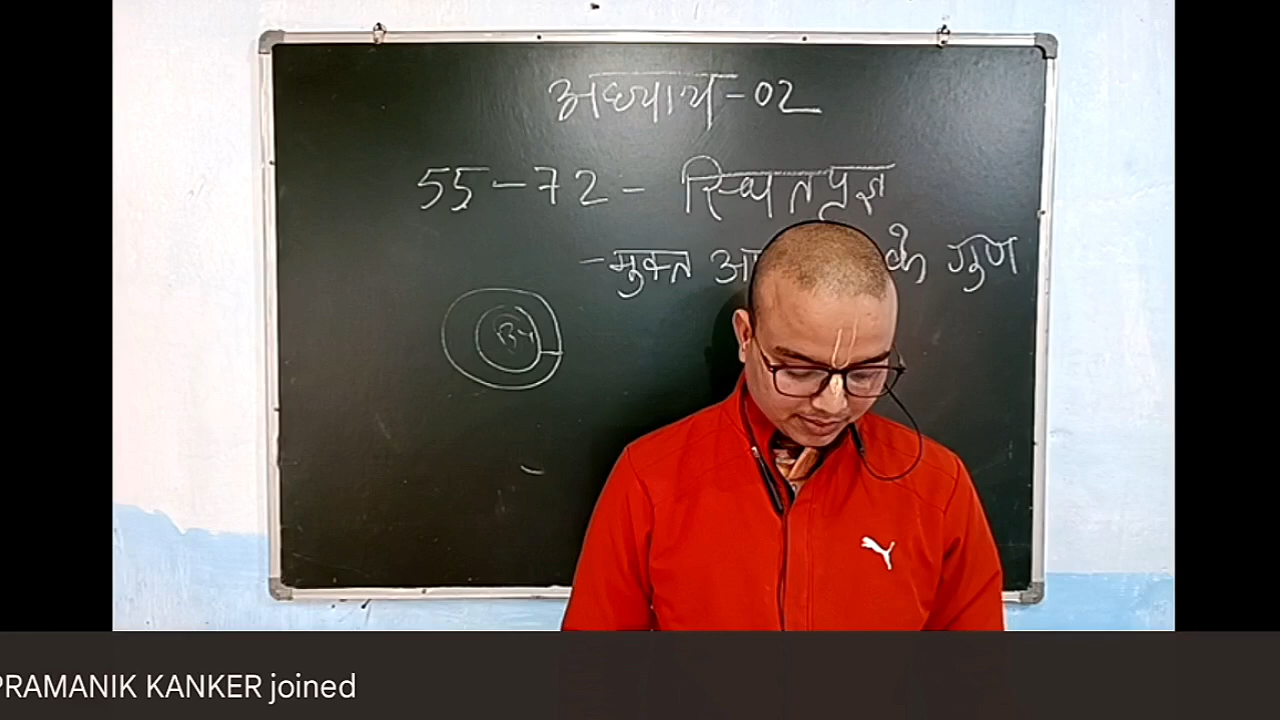 अध्याय-02
55-72- स्थितप्रज्ञ
-मुक्त आ के गुण
PRAMANIK KANKER joined